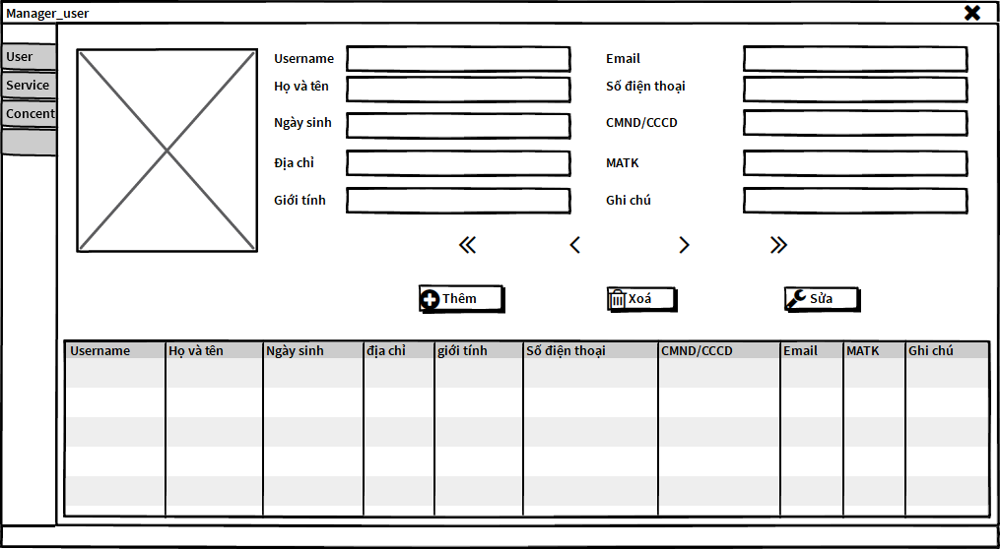 Manager_user
User
Service
Concent
Username
Email
Họ và tên
Số điện thoại
Ngày sinh
CMND/CCCD
Địa chỉ
MATK
Giới tính
Ghi chú
Thêm
Xoá
Sửa
Username Họ và tên Ngày sinh địa chỉ giới tính Số điện thoại CMND/CCCD Email MATK Ghi chú